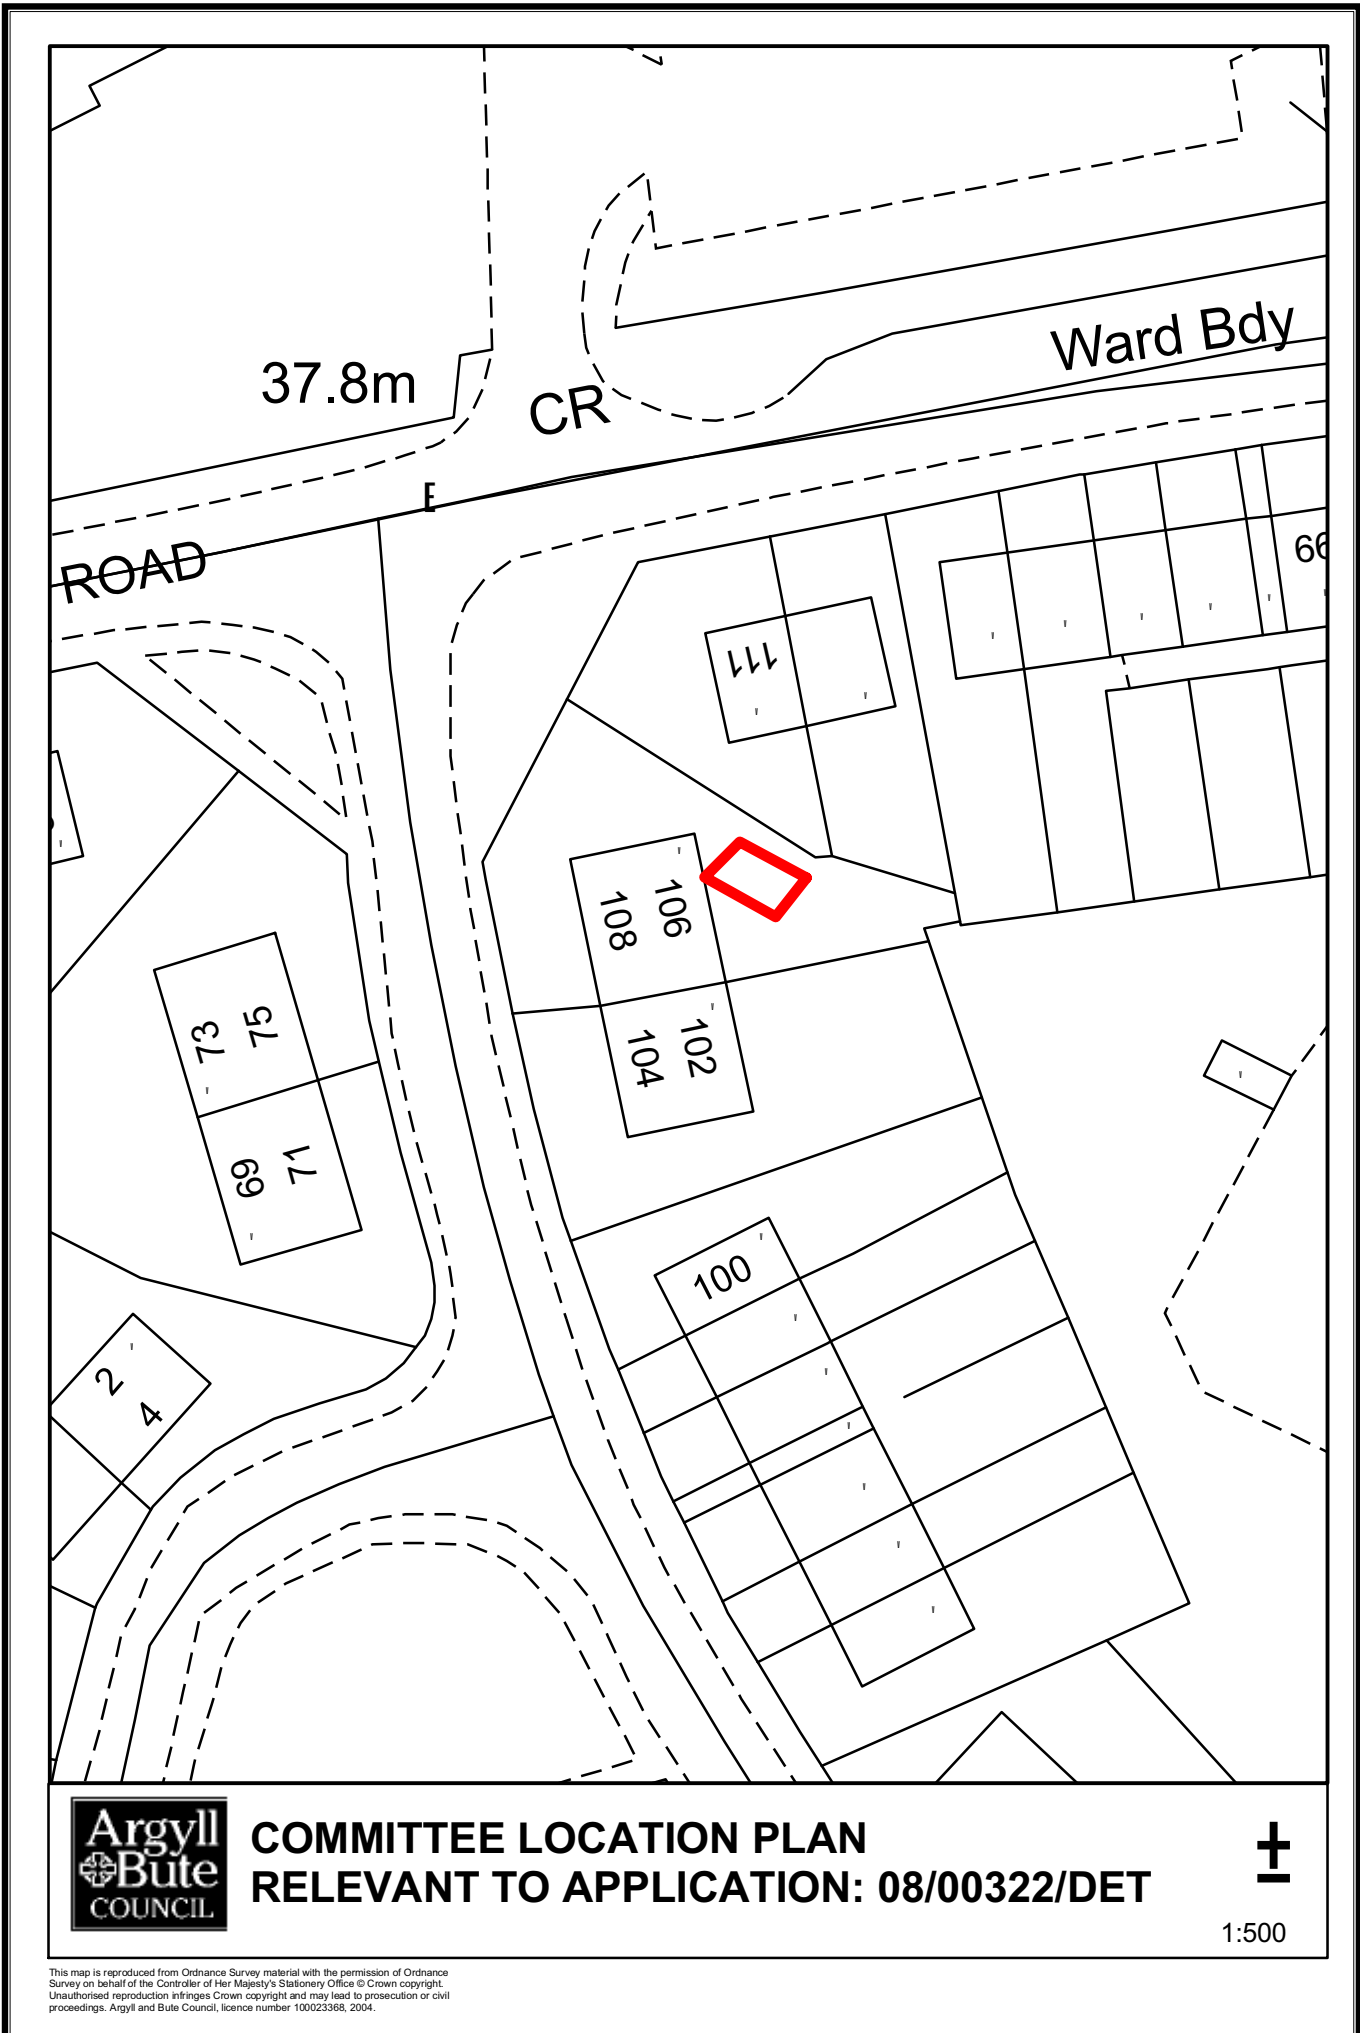 37.8m
CR
Ward Bdy
E
ROAD
66
111
106
108
102
104
75
73
71
69
100
2
4
Argyll
&Bute
COUNCIL
COMMITTEE LOCATION PLAN
RELEVANT TO APPLICATION: 08/00322/DET
±
1:500
This map is reproduced from Ordnance Survey material with the permission of Ordnance
Survey on behalf of the Controller of Her Majesty's Stationery Office © Crown copyright.
Unauthorised reproduction infringes Crown copyright and may lead to prosecution or civil
proceedings. Argyll and Bute Council, licence number 100023368, 2004.